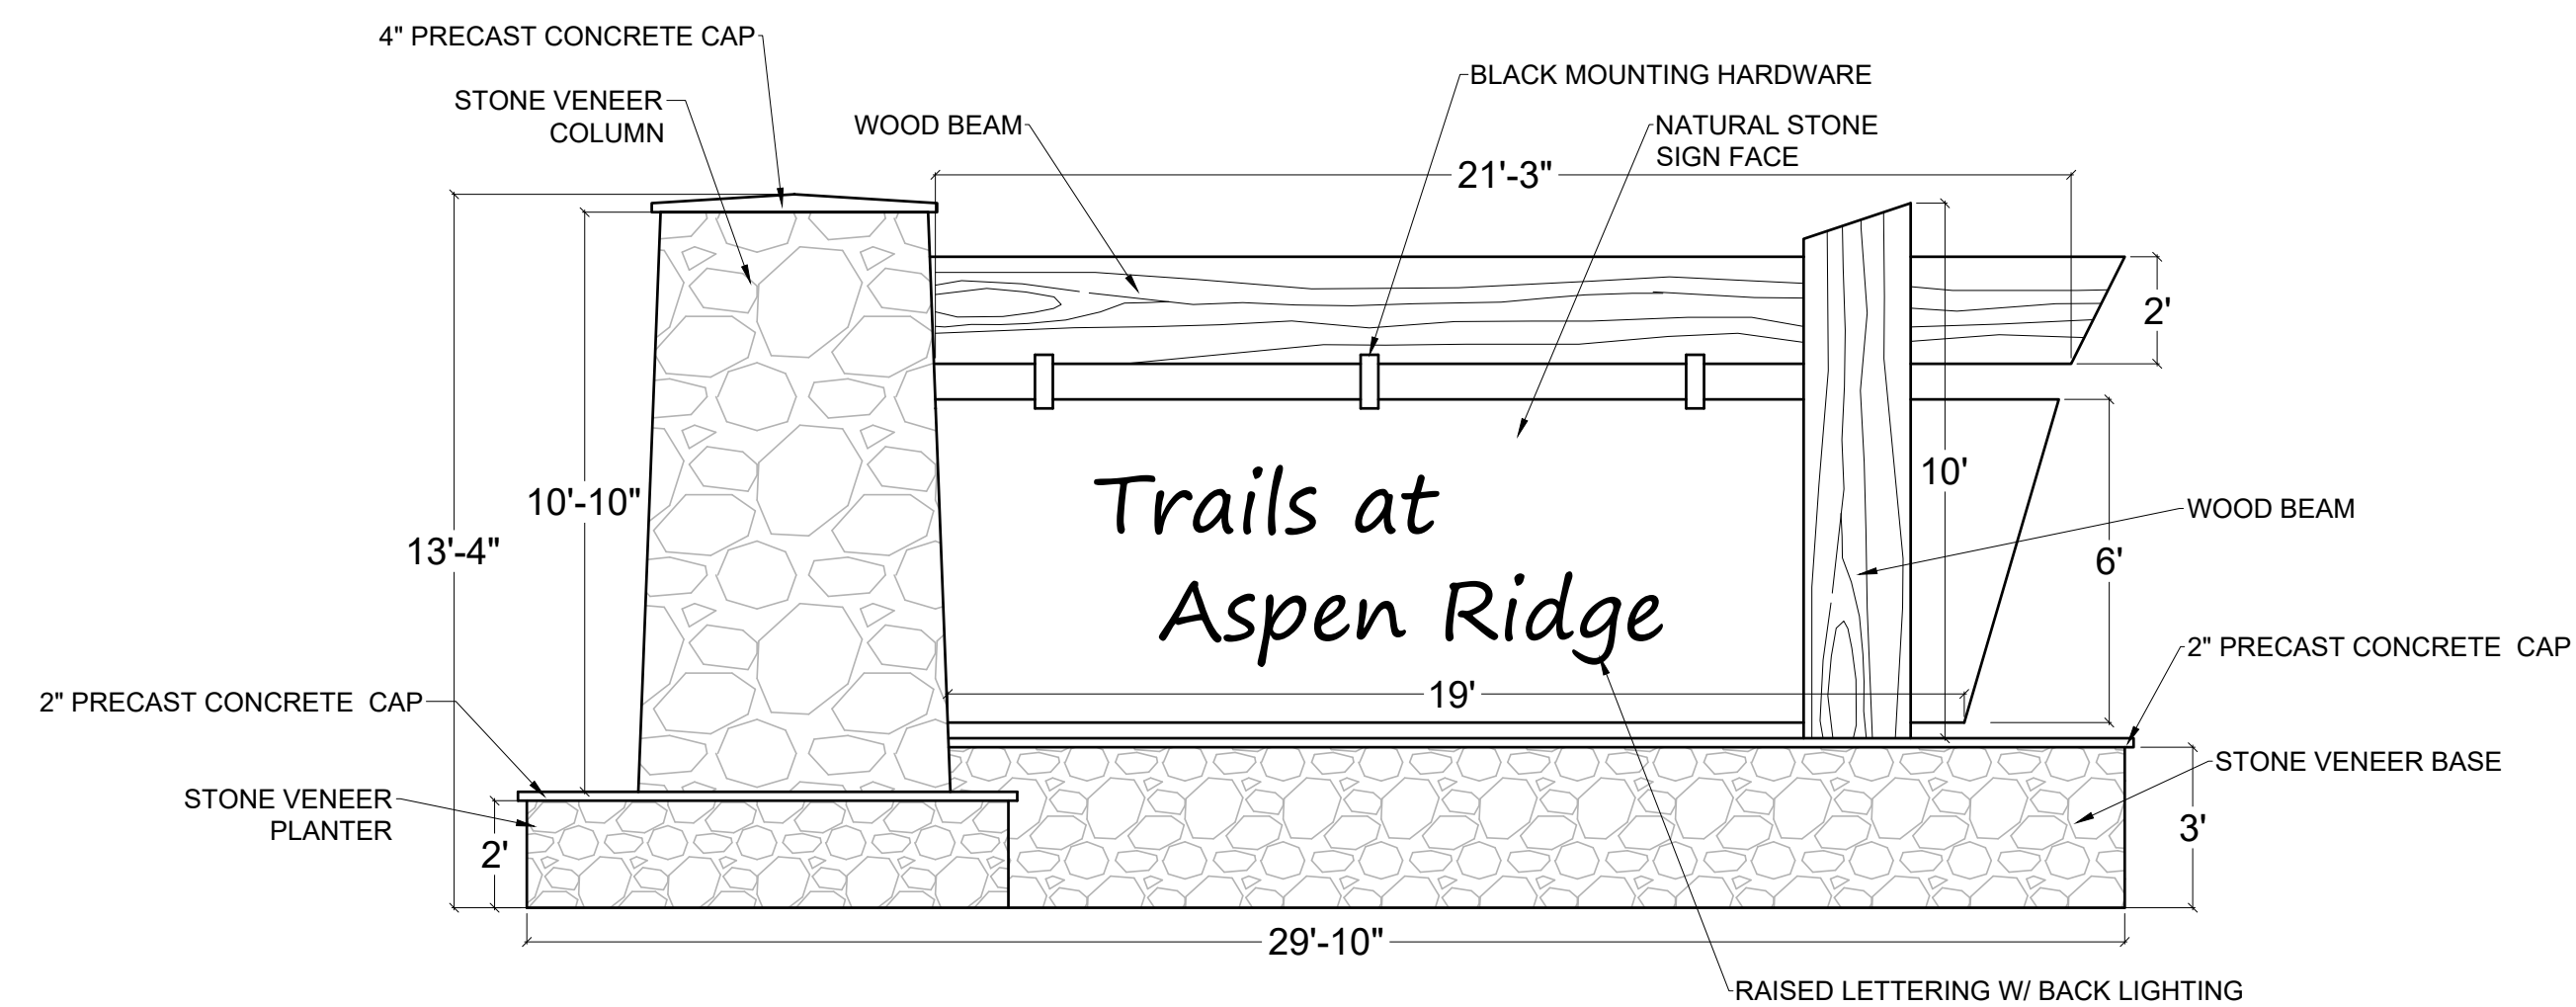 4" PRECAST CONCRETE CAP
STONE VENEER
COLUMN
WOOD BEAM
BLACK MOUNTING HARDWARE
NATURAL STONE
SIGN FACE
21'-3"
2'
10'-10"
13'-4"
10'
6'
WOOD BEAM
Trails at
Aspen Ridge
19'
2" PRECAST CONCRETE  CAP
2" PRECAST CONCRETE  CAP
STONE VENEER BASE
STONE VENEER
PLANTER
2'
3'
29'-10"
RAISED LETTERING W/ BACK LIGHTING